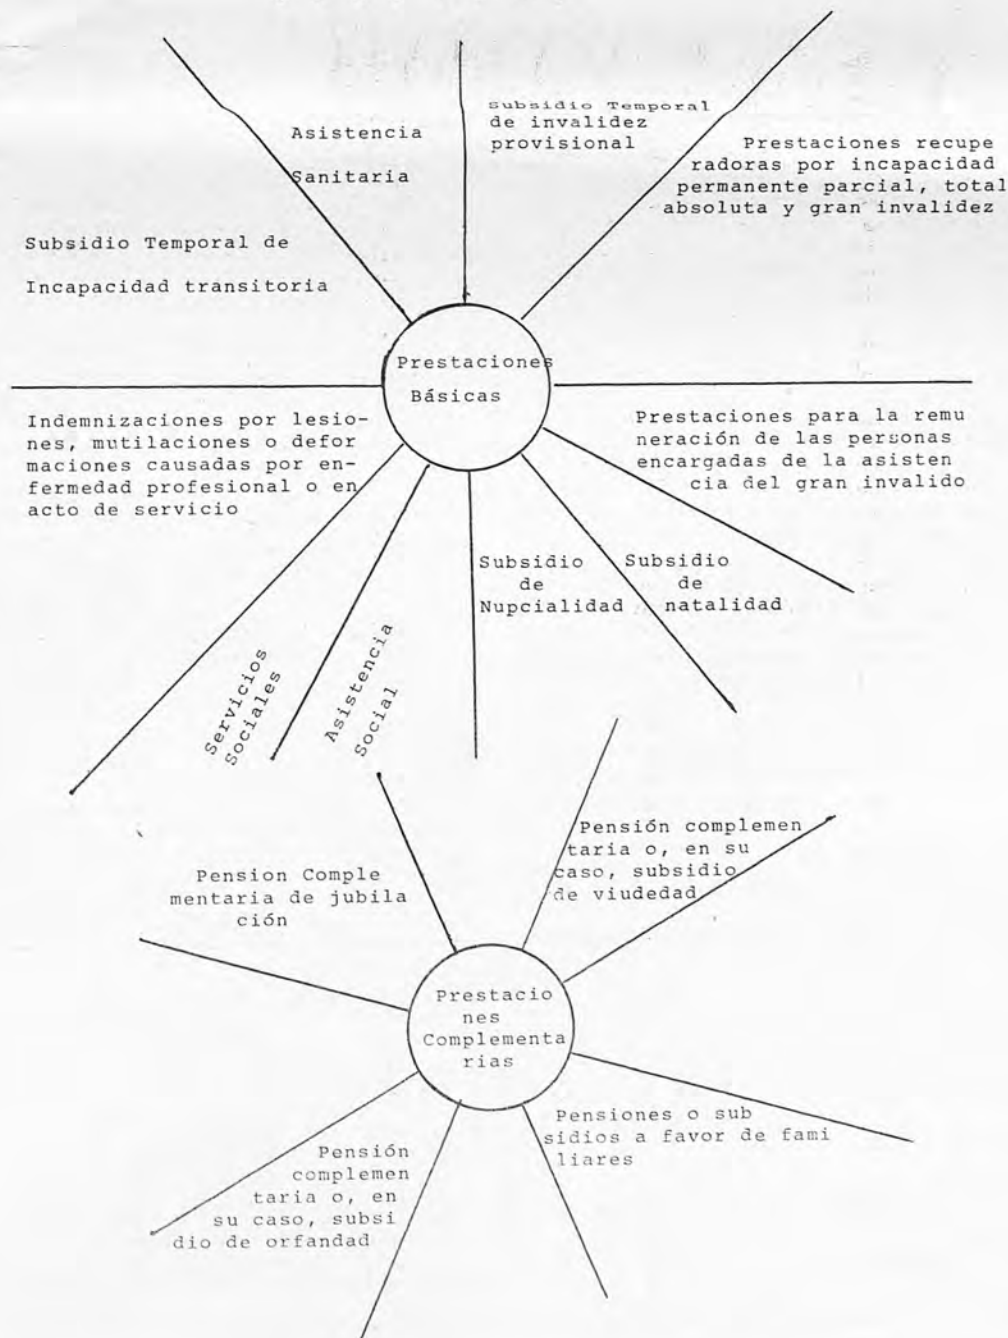 Asistencia
Sanitaria
Subsidio Temporal
de invalidez
provisional
Prestaciones recupe
radoras por incapacidad
permanente parcial, total
absoluta y gran invalidez
Subsidio Temporal de
Incapacidad transitoria
Prestaciones
Básicas
Indemnizaciones por lesio-
nes, mutilaciones o defor
maciones causadas por en-
fermedad profesional o en
acto de servicio
Prestaciones para la remu
neración de las personas
encargadas de la asisten
cia del gran invalido
Subsidio
de
Nupcialidad
Subsidio
de
natalidad
Servicios
Sociales
Asistencia
Social
Pensión complemen
taria o, en su
caso, subsidio
de viudedad
Pension Comple
mentaria de jubila
ción
Prestacio
nes
Complementa
rias
Pensiones o sub
sidios a favor de fami
liares
Pensión
complemen
taria o, en
su caso, subsi
dio de orfandad